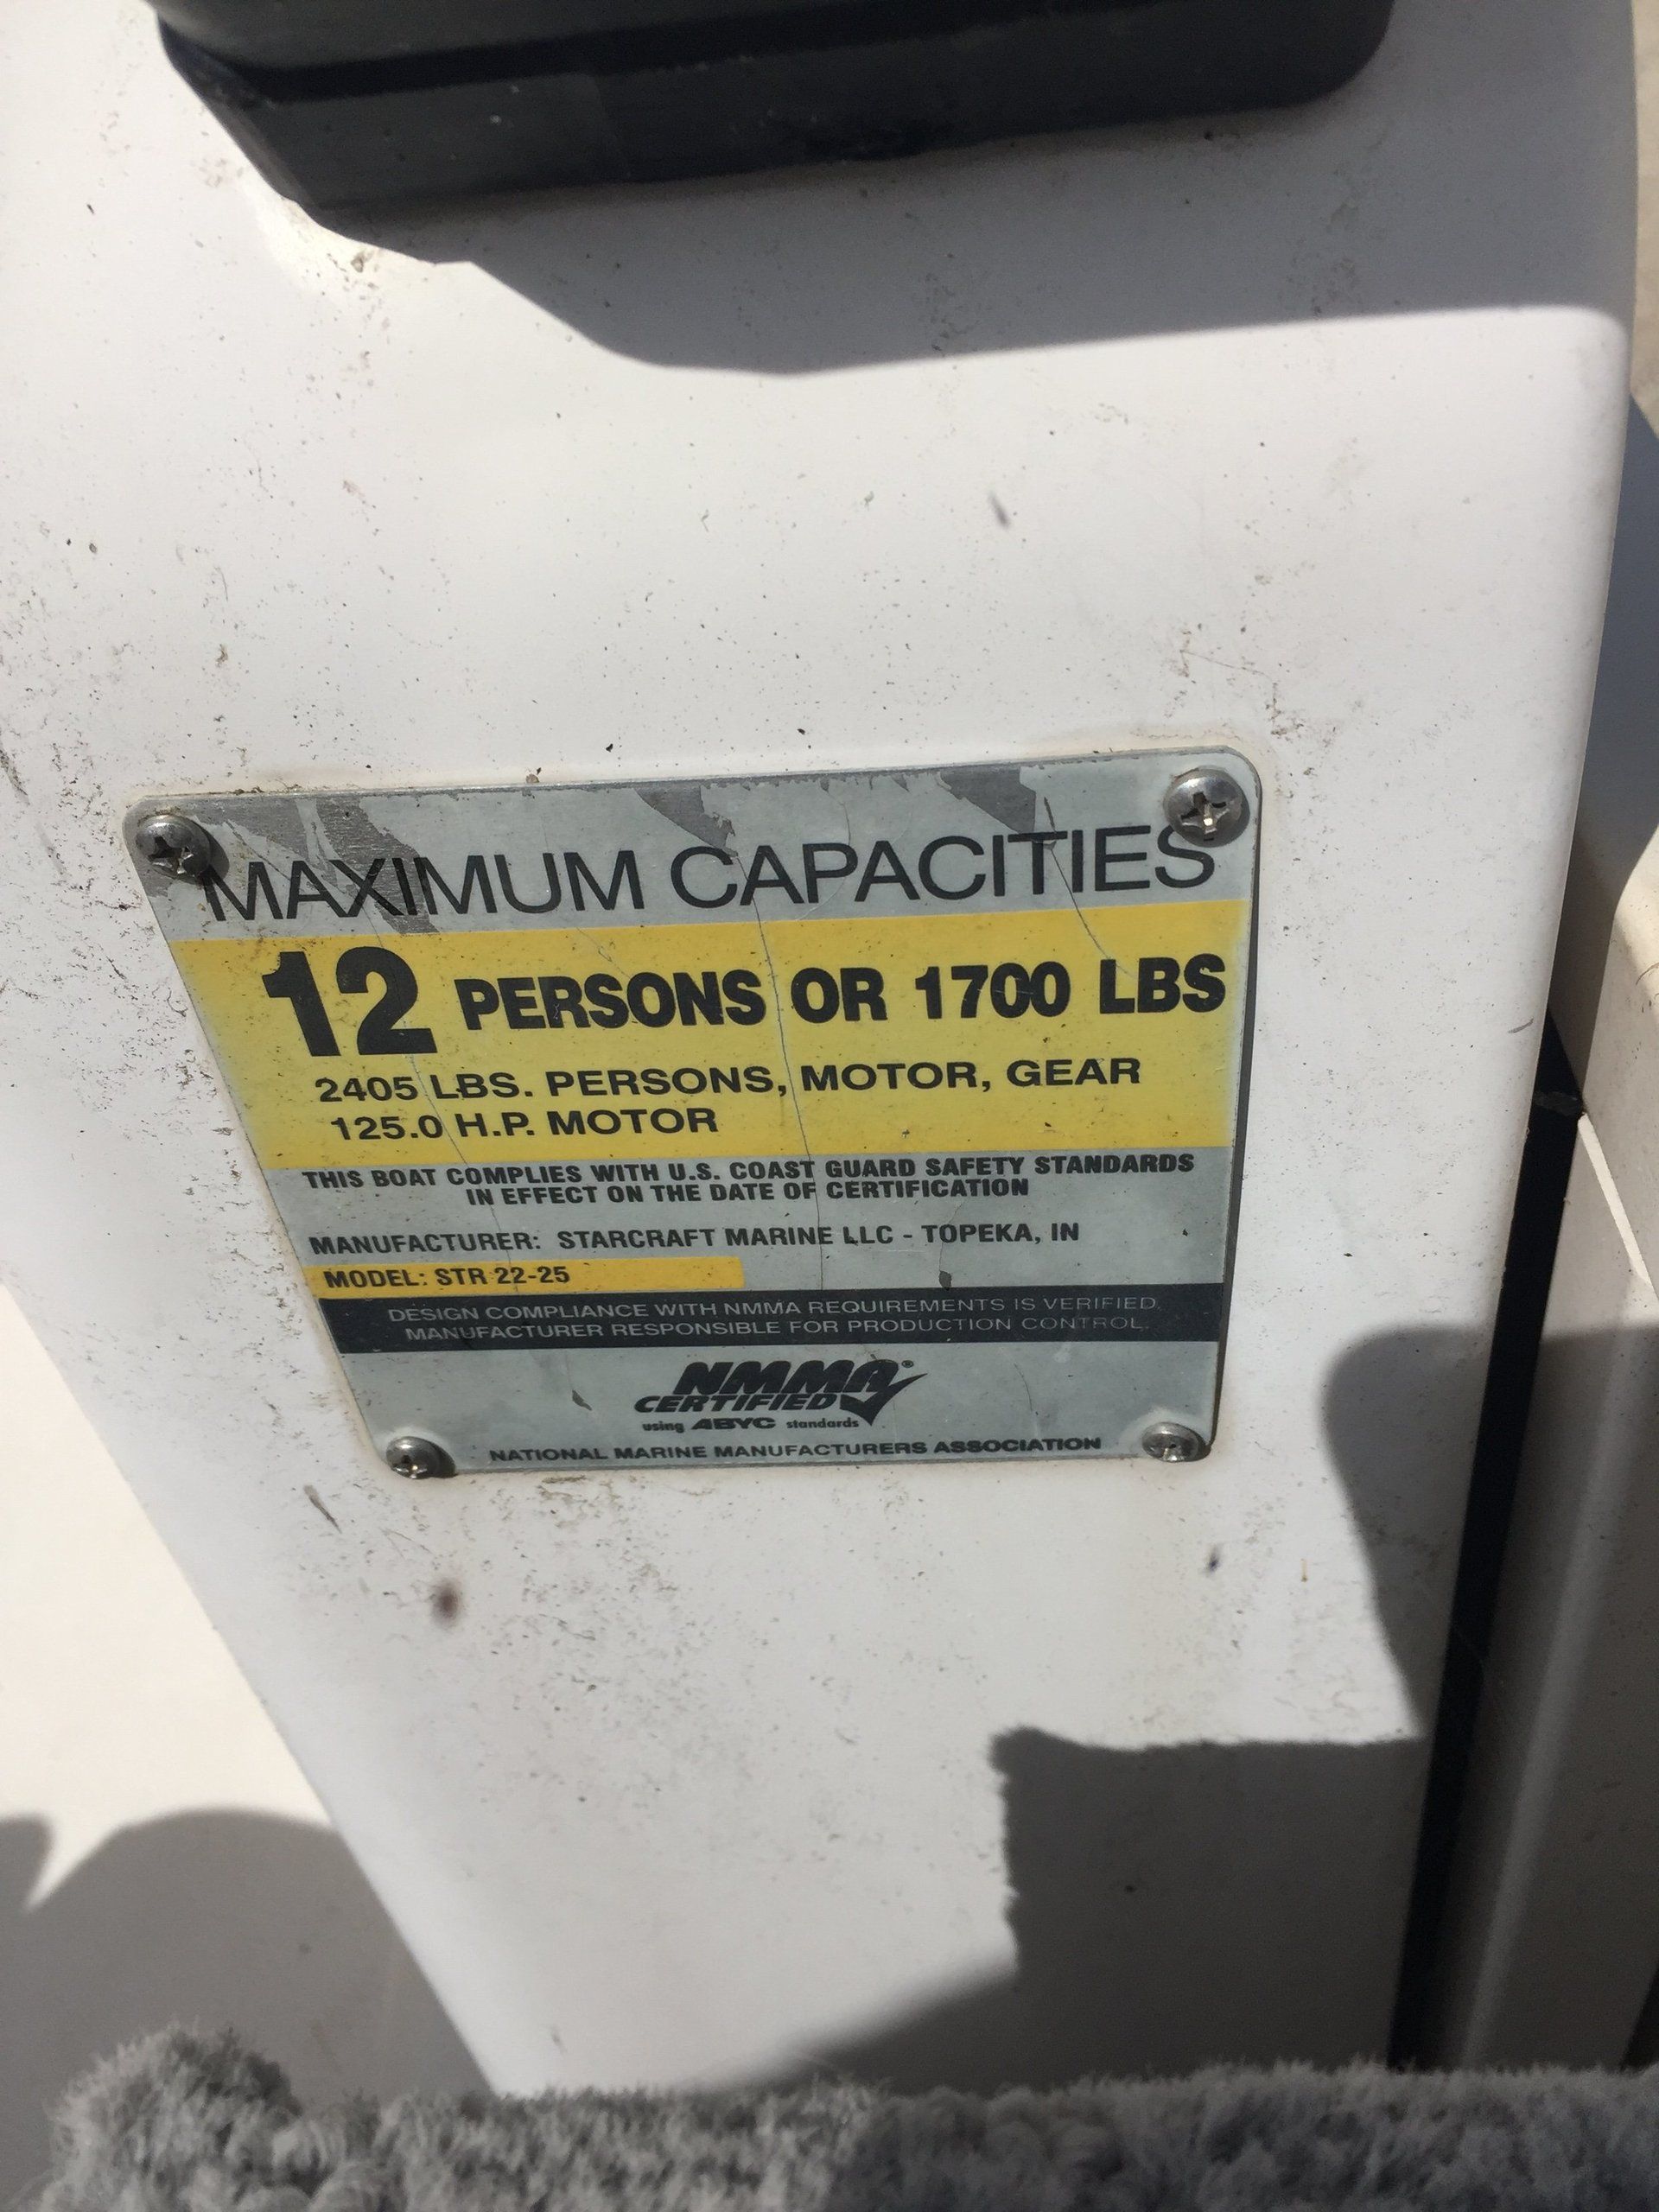 MAXIMUM CAPACITIES
12 PERSONS OR 1700 LBS
2405 LBS. PERSONS, MOTOR, GEAR
125.0 H.P. MOTOR
THIS BOAT COMPLIES WITH U.S. COAST GUARD SAFETY STANDARDS
IN EFFECT ON THE DATE OF CERTIFICATION
MANUFACTURER: STARCRAFT MARINE LLC - TOPEKA, IN
MODEL: STR 22-25
DESIGN COMPLIANCE WITH NMMA REQUIREMENTS IS VERIFIED.
MANUFACTURER RESPONSIBLE FOR PRODUCTION CONTROL.
NMMA®
CERTIFIED
using ABYC standards
NATIONAL MARINE MANUFACTURERS ASSOCIATION